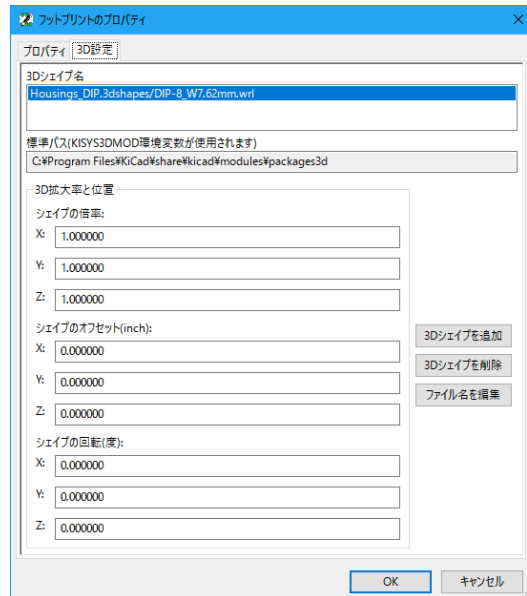 フットプリントのプロパティ
プロパティ 3D設定
3Dシェイプ名
Housings_DIP.3dshapes/DIP-8_W7.62mm.wrl
標準パス(KISYS3DMOD環境変数が使用されます)
C:¥Program Files¥KiCad¥share¥kicad¥modules¥packages3d
3D拡大率と位置
シェイプの倍率:
X: 1.000000
Y: 1.000000
Z: 1.000000
シェイプのオフセット(inch):
X: 0.000000
Y: 0.000000
Z: 0.000000
シェイプの回転(度):
X: 0.000000
Y: 0.000000
Z: 0.000000
3Dシェイプを追加
3Dシェイプを削除
ファイル名を編集
OK キャンセル